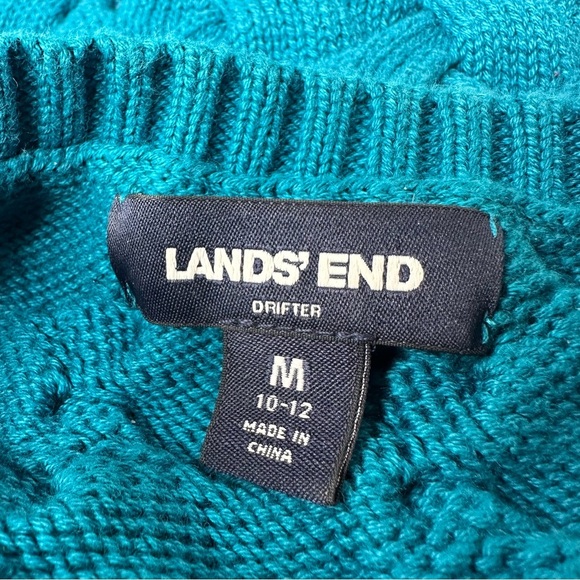 LANDS' END
DRIFTER
M
10-12
MADE IN
CHINA